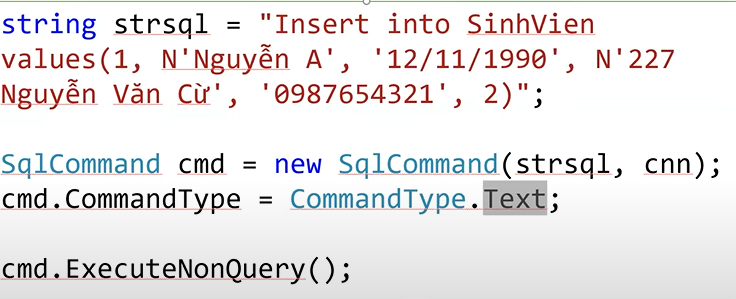 string strsql = "Insert into SinhVien
values(1, N'Nguyễn A', '12/11/1990', N'227
Nguyễn Văn Cừ', '0987654321', 2)";
SqlCommand cmd = new SqlCommand(strsql, cnn);
cmd.CommandType = CommandType.Text;
cmd.ExecuteNonQuery();